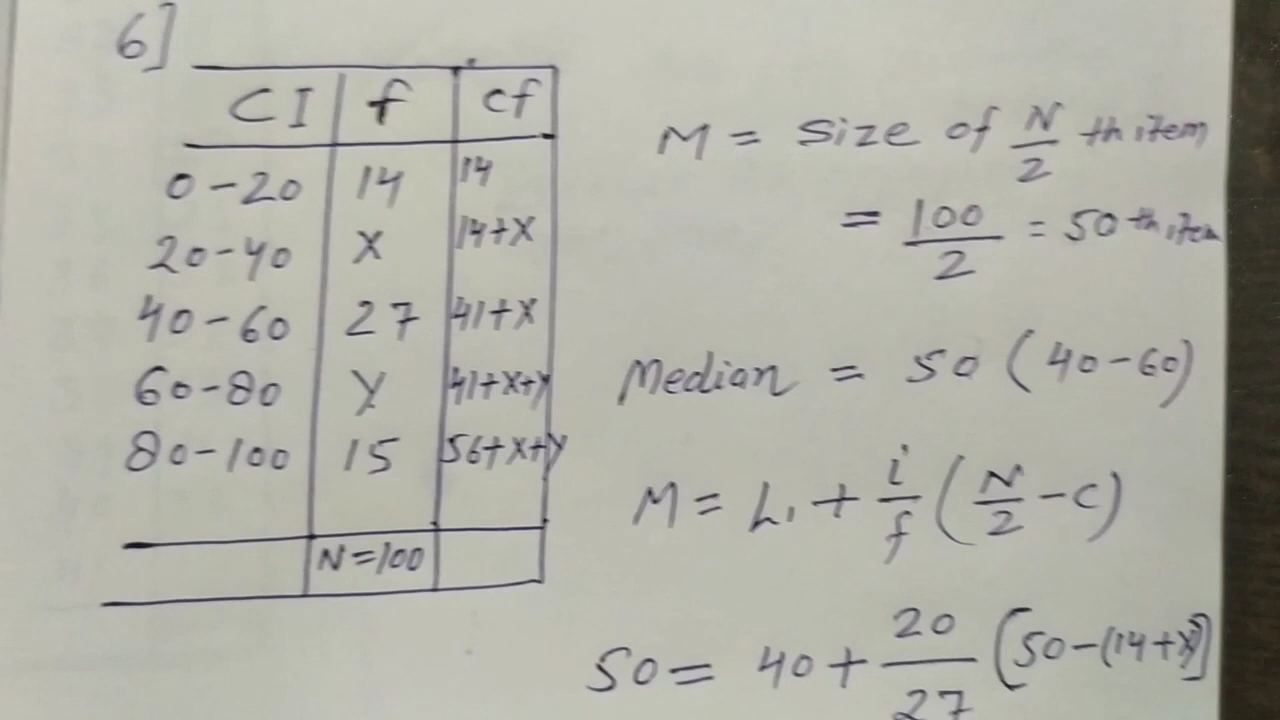 6]
CI f cf
0-20 14 14
20-40 X 14+X
40-60 27 41+X
60-80 Y 41+X+Y
80-100 15 56+X+Y
N=100
M = Size of N/2 th item
= 100/2 = 50 th item
Median = 50 (40-60)
M = L₁ + i/f (N/2 - C)
50 = 40 + 20/27 [50-(14+X)]